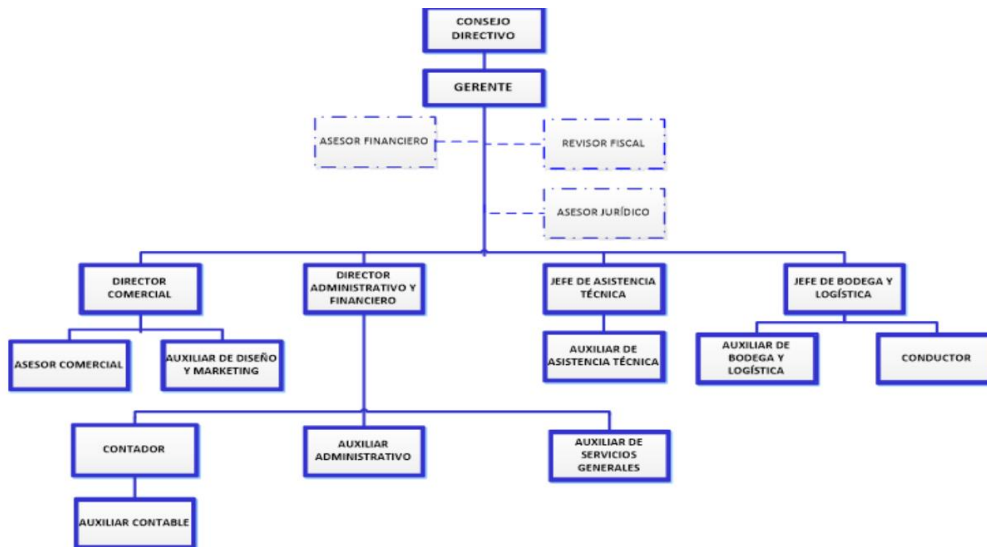 CONSEJO
DIRECTIVO
GERENTE
ASESOR FINANCIERO
REVISOR FISCAL
ASESOR JURÍDICO
DIRECTOR
COMERCIAL
DIRECTOR
ADMINISTRATIVO Y
FINANCIERO
JEFE DE ASISTENCIA
TÉCNICA
JEFE DE BODEGA Y
LOGÍSTICA
ASESOR COMERCIAL
AUXILIAR DE DISEÑO
Y MARKETING
AUXILIAR DE
ASISTENCIA TÉCNICA
AUXILIAR DE
BODEGA Y
LOGÍSTICA
CONDUCTOR
CONTADOR
AUXILIAR
ADMINISTRATIVO
AUXILIAR DE
SERVICIOS
GENERALES
AUXILIAR CONTABLE